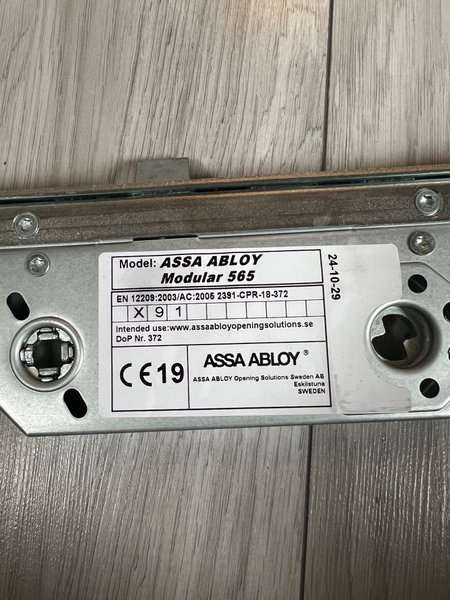 Model: ASSA ABLOY
Modular 565
EN 12209:2003/AC:2005 2391-CPR-18-372
X 9 1
Intended use:www.assaabloyopeningsolutions.se
DoP Nr. 372
CE 19
ASSA ABLOY ®
ASSA ABLOY Opening Solutions Sweden AB
Eskilstuna
SWEDEN
24-10-29